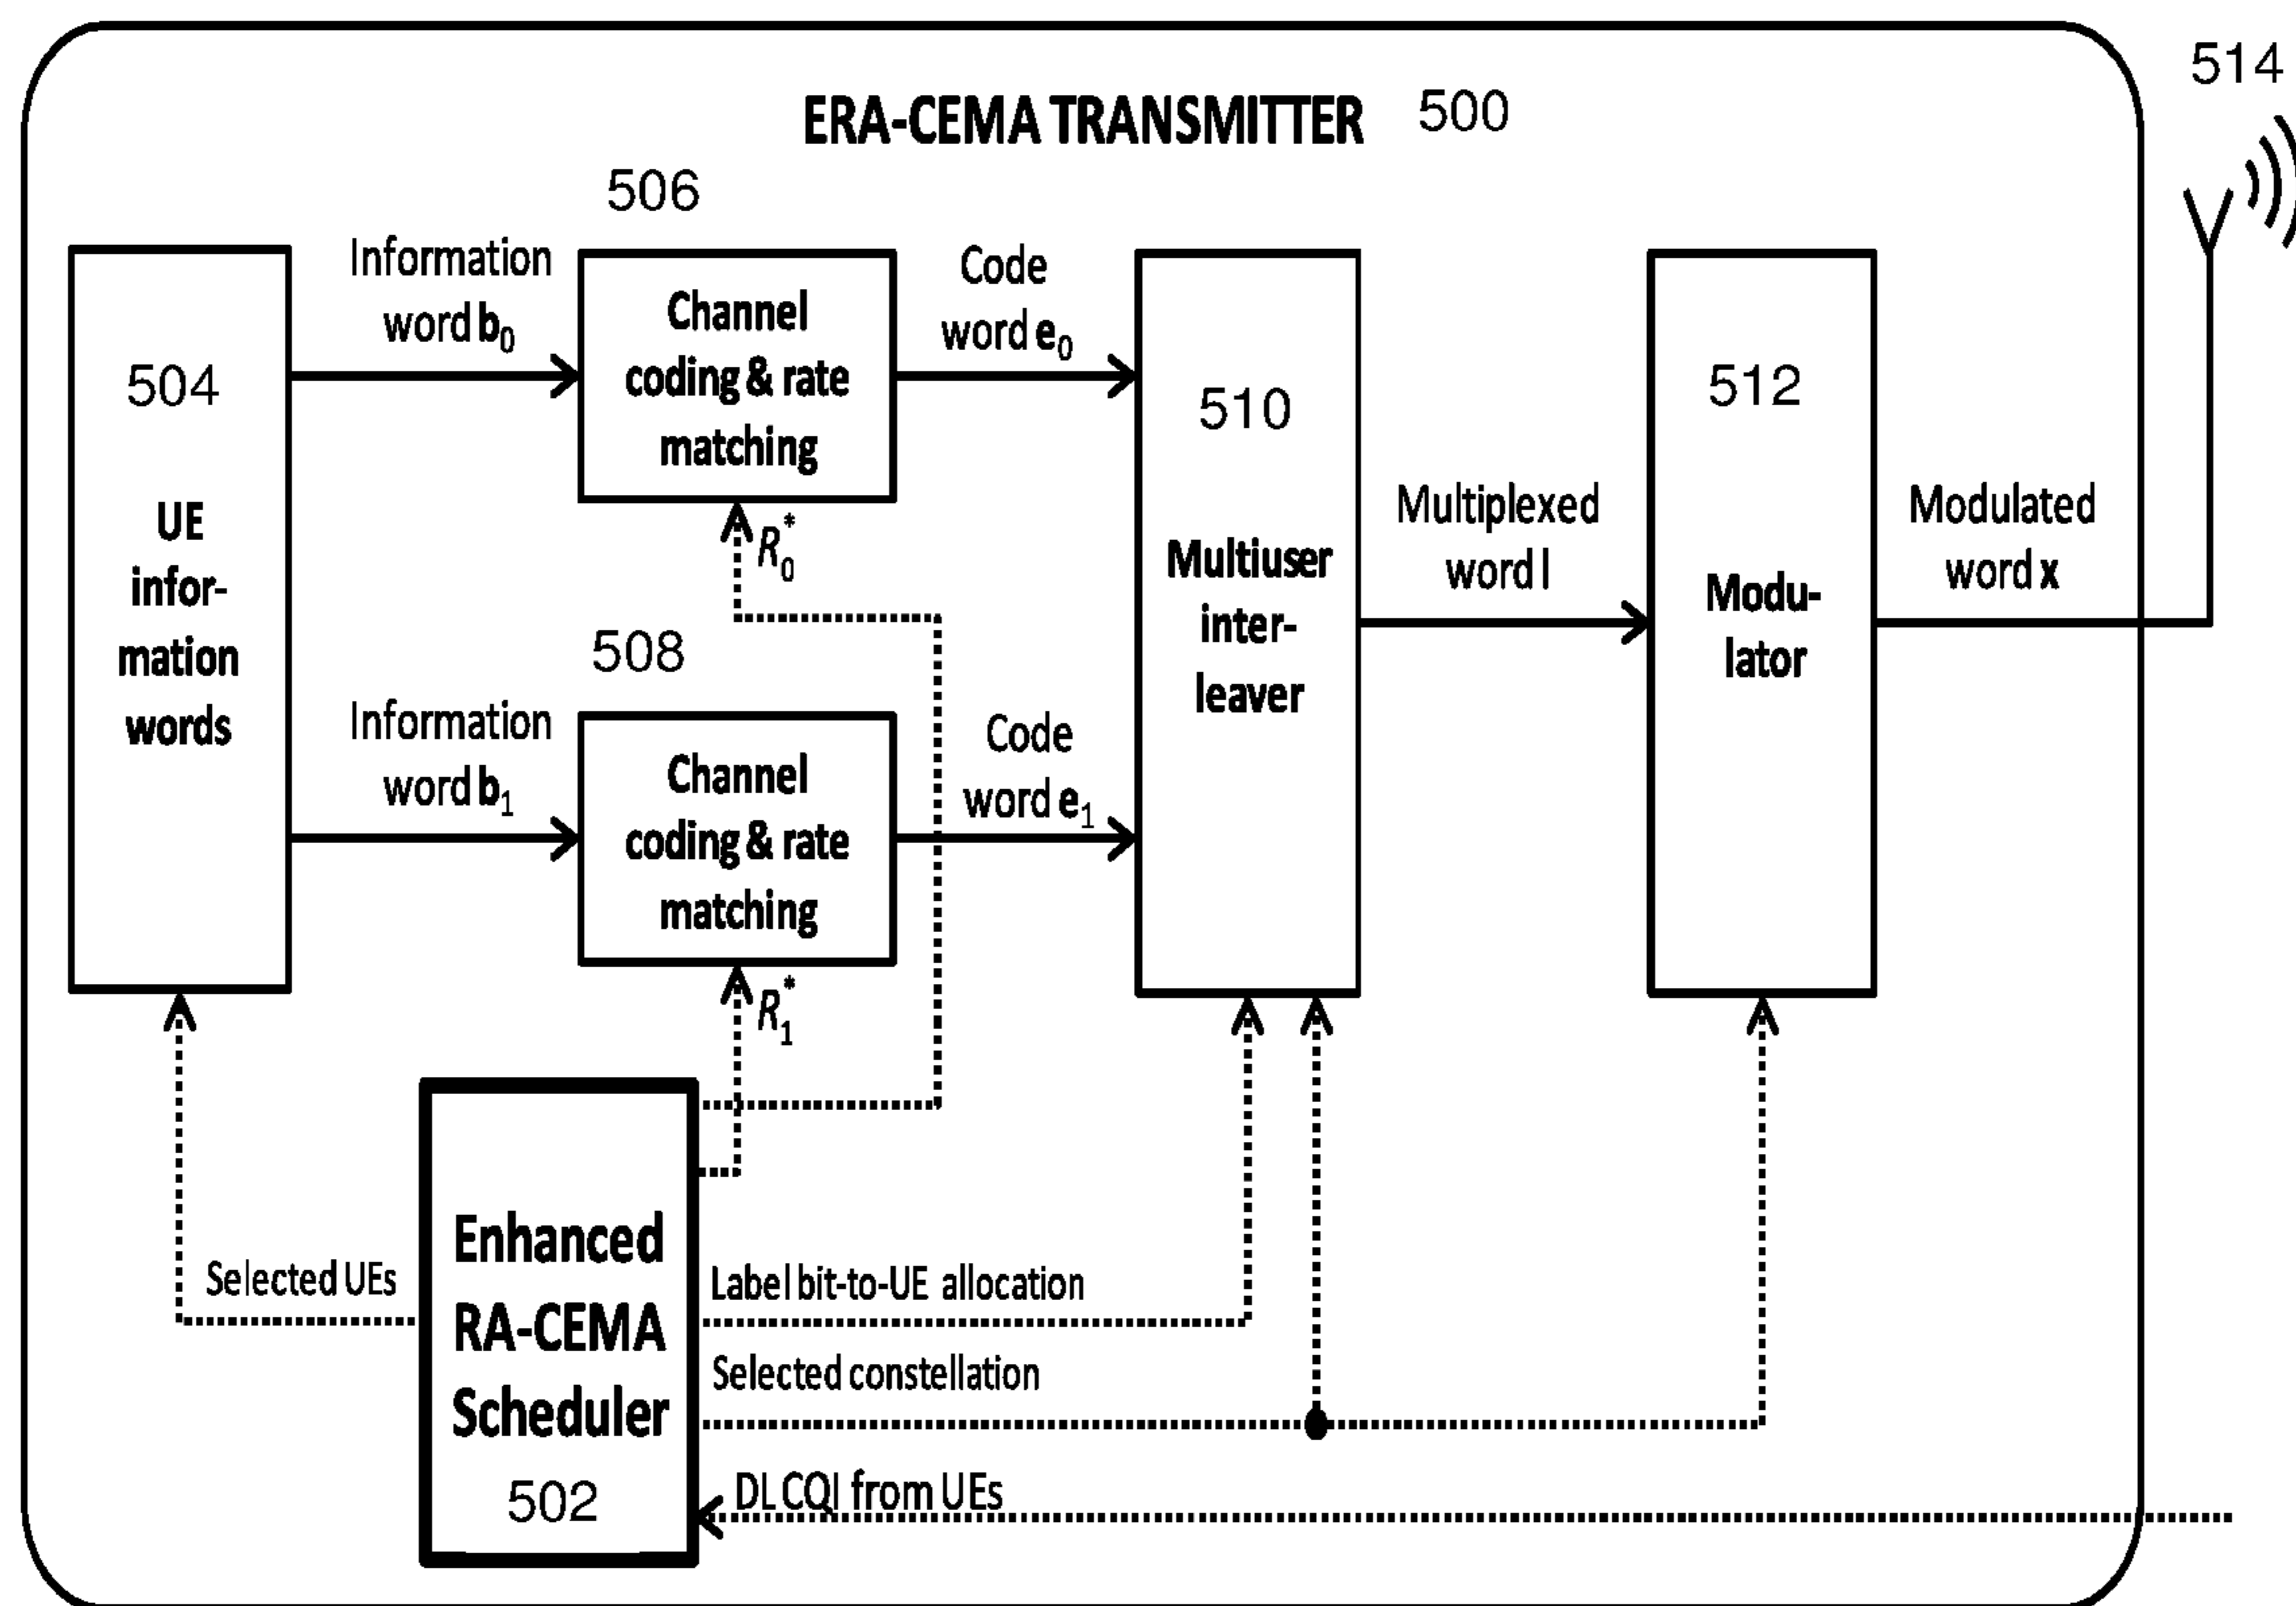 514
ERA-CEMA TRANSMITTER 500
506
Information
word b0
Code
word e0
504
UE
infor-
mation
words
Channel
coding & rate
matching
R0*
510
Multiuser
inter-
leaver
Multiplexed
word l
512
Modu-
lator
Modulated
word x
508
Information
word b1
Code
word e1
Channel
coding & rate
matching
R1*
Selected UEs
Enhanced
RA-CEMA
Scheduler
502
Label bit-to-UE allocation
Selected constellation
DL CQI from UEs